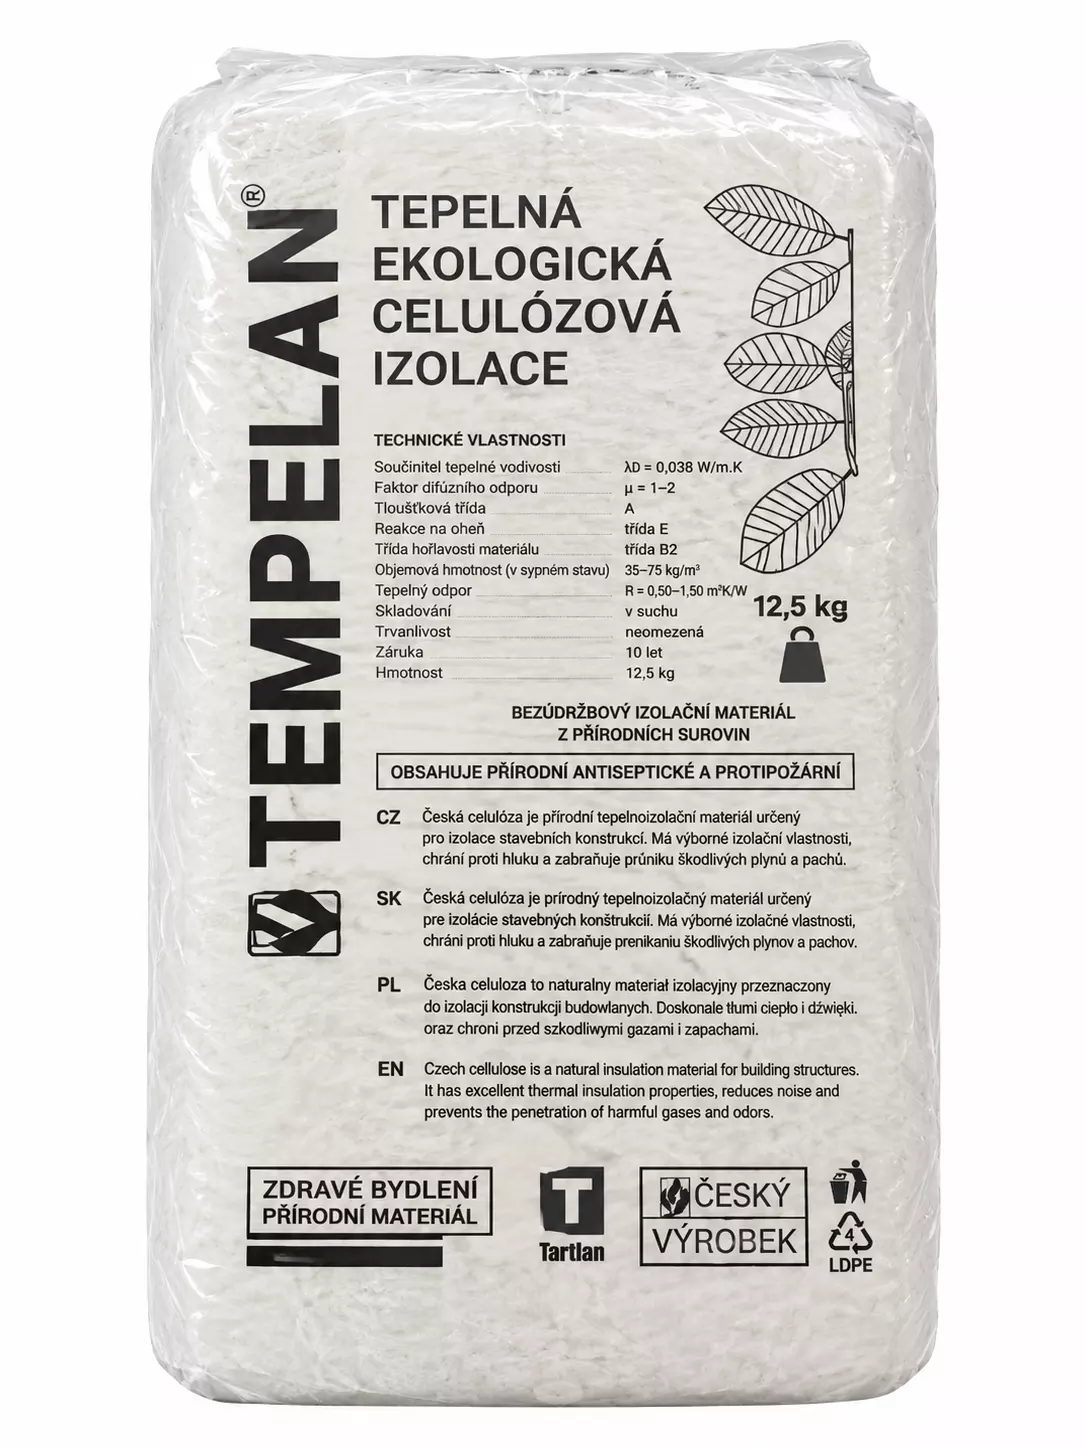 TEMPELAN®
TEPELNÁ
EKOLOGICKÁ
CELULÓZOVÁ
IZOLACE
TECHNICKÉ VLASTNOSTI
Součinitel tepelné vodivosti λD = 0,038 W/m.K
Faktor difúzního odporu μ = 1–2
Tloušťková třída A
Reakce na oheň třída E
Třída hořlavosti materiálu třída B2
Objemová hmotnost (v sypném stavu) 35–75 kg/m³
Tepelný odpor R = 0,50–1,50 m²K/W
Skladování v suchu
Trvanlivost neomezená
Záruka 10 let
Hmotnost 12,5 kg
12,5 kg
BEZÚDRŽBOVÝ IZOLAČNÍ MATERIÁL
Z PŘÍRODNÍCH SUROVIN
OBSAHUJE PŘÍRODNÍ ANTISEPTICKÉ A PROTIPOŽÁRNÍ
CZ Česká celulóza je přírodní tepelnoizolační materiál určený
pro izolace stavebních konstrukcí. Má výborné izolační vlastnosti,
chrání proti hluku a zabraňuje průniku škodlivých plynů a pachů.
SK Česká celulóza je prírodný tepelnoizolačný materiál určený
pre izolácie stavebných konštrukcií. Má výborné izolačné vlastnosti,
chráni proti hluku a zabraňuje prenikaniu škodlivých plynov a pachov.
PL Česka celuloza to naturalny materiał izolacyjny przeznaczony
do izolacji konstrukcji budowlanych. Doskonale tłumi ciepło i dźwięki.
oraz chroni przed szkodliwymi gazami i zapachami.
EN Czech cellulose is a natural insulation material for building structures.
It has excellent thermal insulation properties, reduces noise and
prevents the penetration of harmful gases and odors.
ZDRAVÉ BYDLENÍ
PŘÍRODNÍ MATERIÁL
T
Tartlan
ČESKÝ
VÝROBEK
4
LDPE